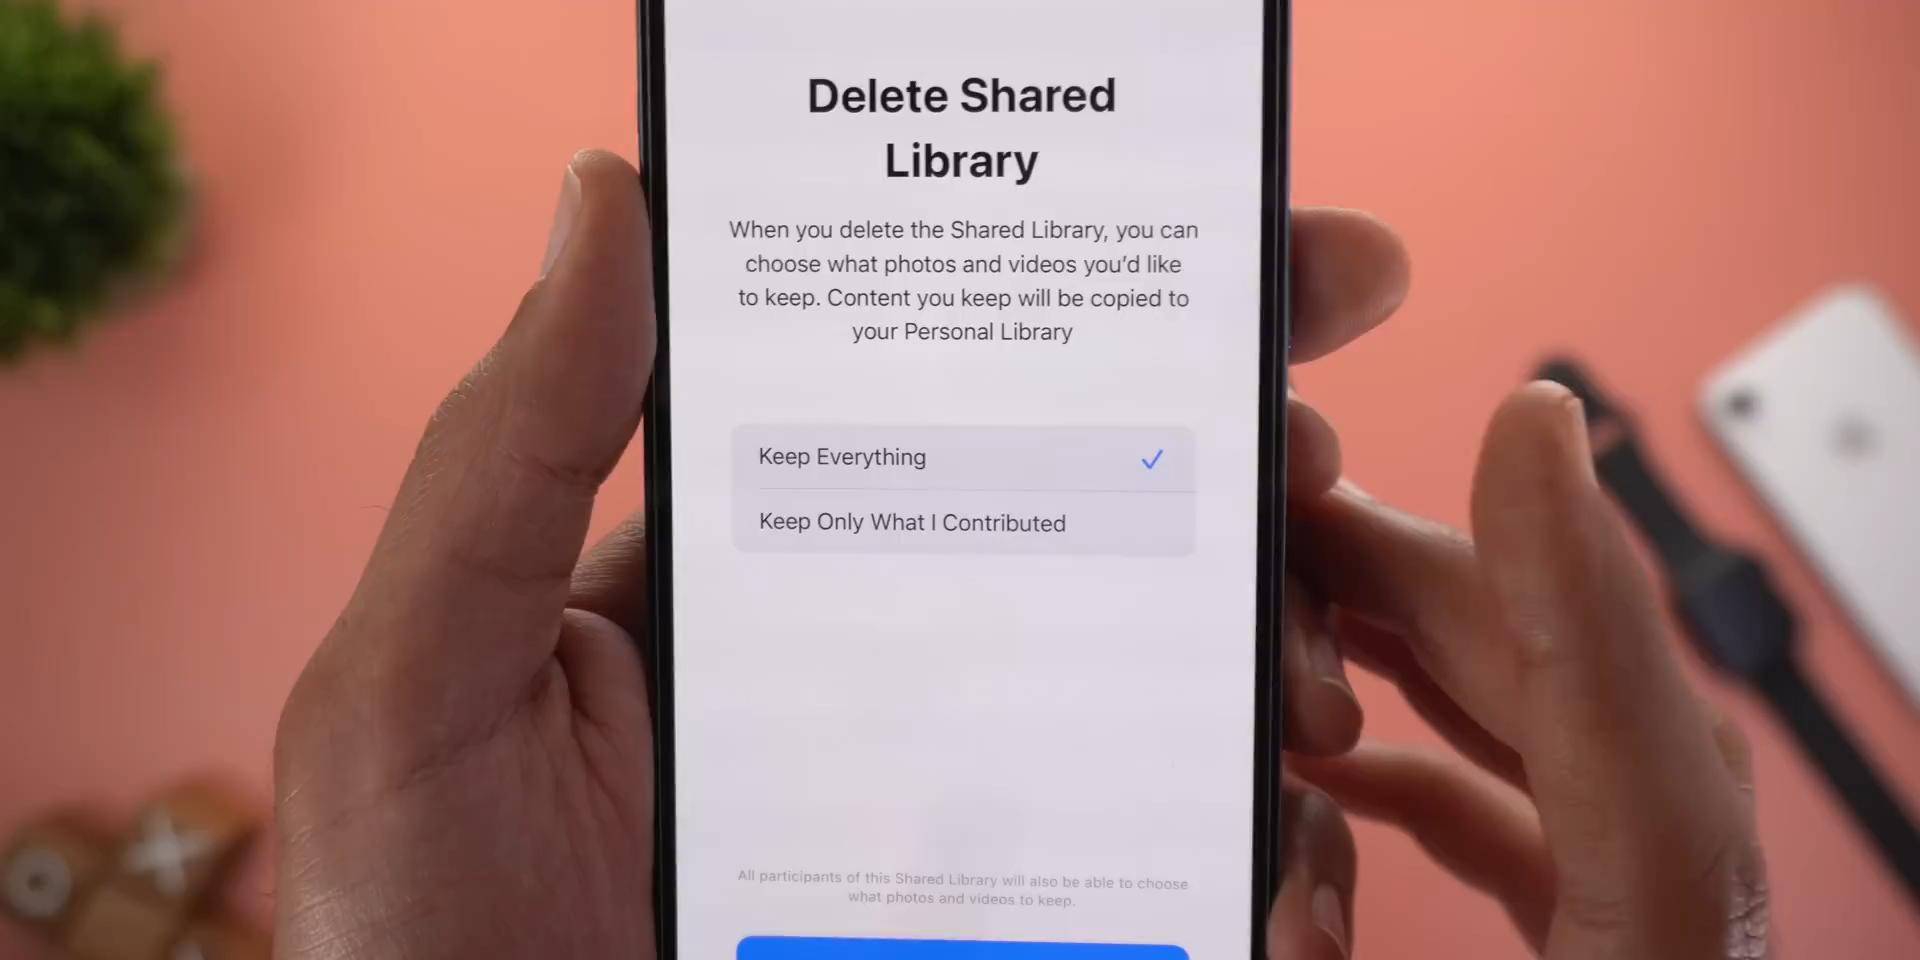 Delete Shared
Library
When you delete the Shared Library, you can
choose what photos and videos you’d like
to keep. Content you keep will be copied to
your Personal Library
Keep Everything
Keep Only What I Contributed
All participants of this Shared Library will also be able to choose
what photos and videos to keep.